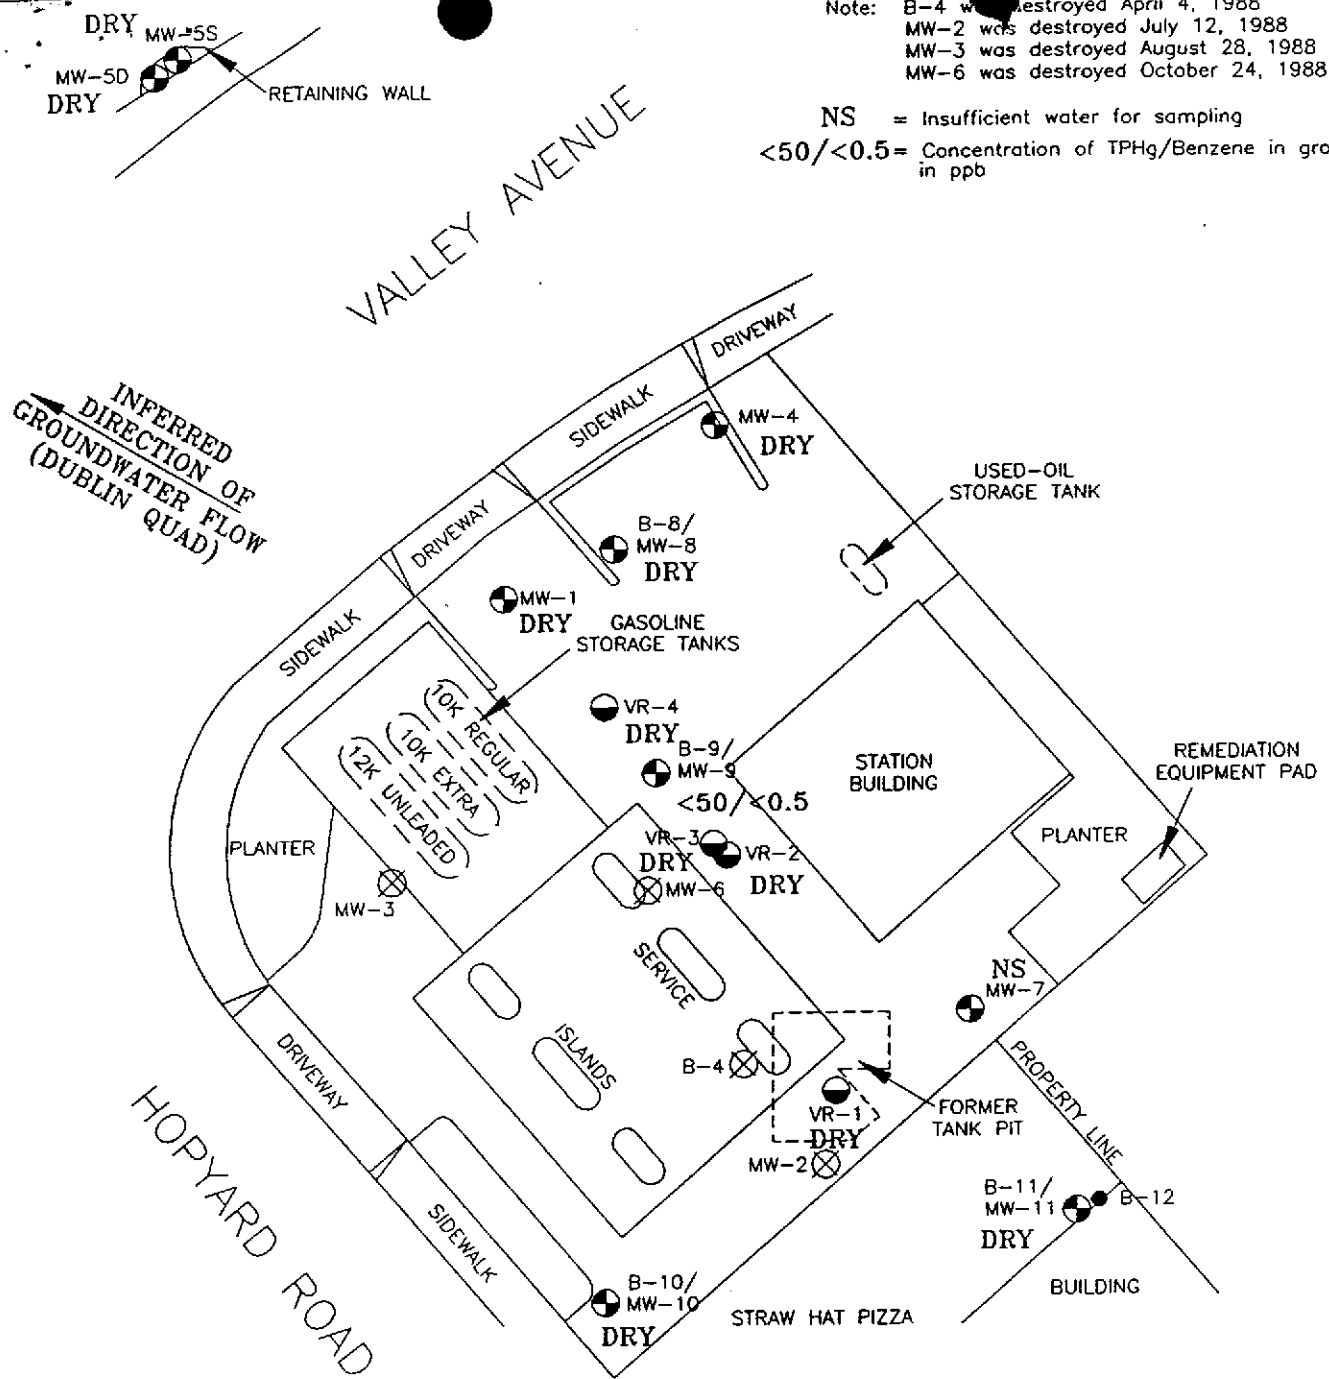 Note: B-4 was destroyed April 4, 1988
MW-2 was destroyed July 12, 1988
MW-3 was destroyed August 28, 1988
MW-6 was destroyed October 24, 1988
NS = Insufficient water for sampling
<50/<0.5= Concentration of TPHg/Benzene in
in ppb
DRY
MW-5S
MW-5D
DRY
RETAINING WALL
VALLEY AVENUE
INFERRED
DIRECTION OF
GROUNDWATER FLOW
(DUBLIN QUAD)
DRIVEWAY
SIDEWALK
MW-4
DRY
USED-OIL
STORAGE TANK
DRIVEWAY
B-8/
MW-8
DRY
MW-1
DRY
GASOLINE
STORAGE TANKS
SIDEWALK
10K REGULAR
10K EXTRA
12K UNLEADED
VR-4
DRY
B-9/
MW-9
<50/<0.5
STATION
BUILDING
REMEDIATION
EQUIPMENT PAD
PLANTER
PLANTER
VR-3
DRY
VR-2
DRY
MW-6
MW-3
SERVICE
ISLANDS
NS
MW-7
DRIVEWAY
B-4
PROPERTY LINE
FORMER
TANK PIT
VR-1
DRY
MW-2
HOPYARD ROAD
SIDEWALK
B-11/
MW-11
DRY
B-12
BUILDING
B-10/
MW-10
DRY
STRAW HAT PIZZA